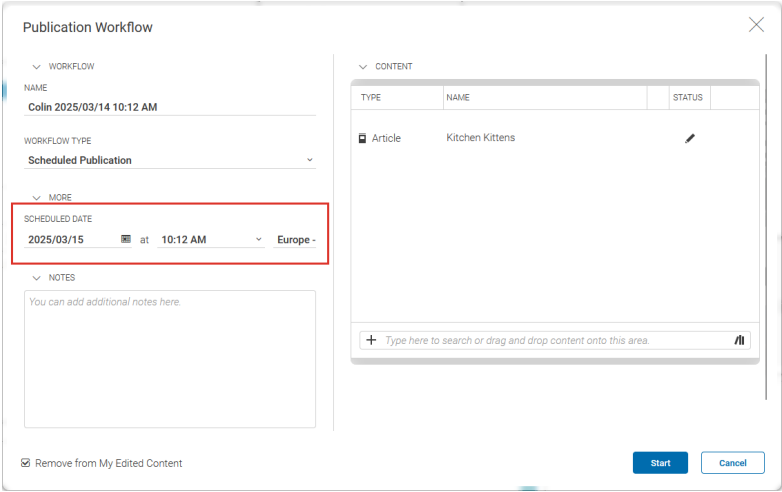 Publication Workflow
WORKFLOW
NAME
Colin 2025/03/14 10:12 AM
WORKFLOW TYPE
Scheduled Publication
MORE
SCHEDULED DATE
2025/03/15 at 10:12 AM Europe -
NOTES
You can add additional notes here.
CONTENT
TYPE NAME STATUS
Article Kitchen Kittens
Type here to search or drag and drop content onto this area.
Remove from My Edited Content
Start Cancel